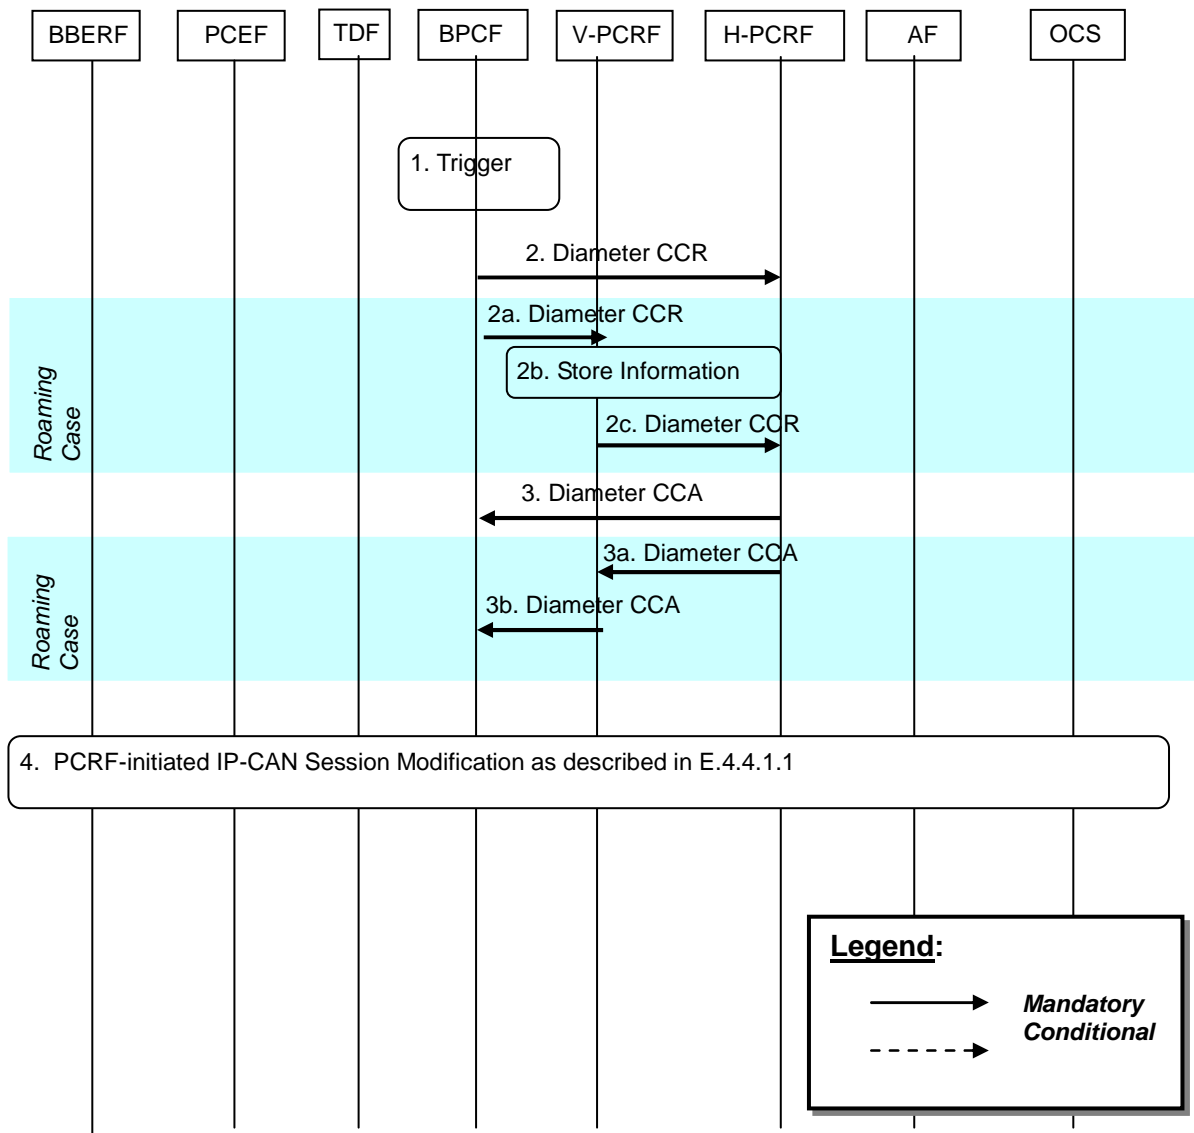 BBERF
PCEF
TDF
BPCF
V-PCRF
H-PCRF
AF
OCS
1. Trigger
2. Diameter CCR
2a. Diameter CCR
2b. Store Information
2c. Diameter CCR
Roaming
Case
3. Diameter CCA
3a. Diameter CCA
3b. Diameter CCA
Roaming
Case
4. PCRF-initiated IP-CAN Session Modification as described in E.4.4.1.1
Legend:
Mandatory
Conditional